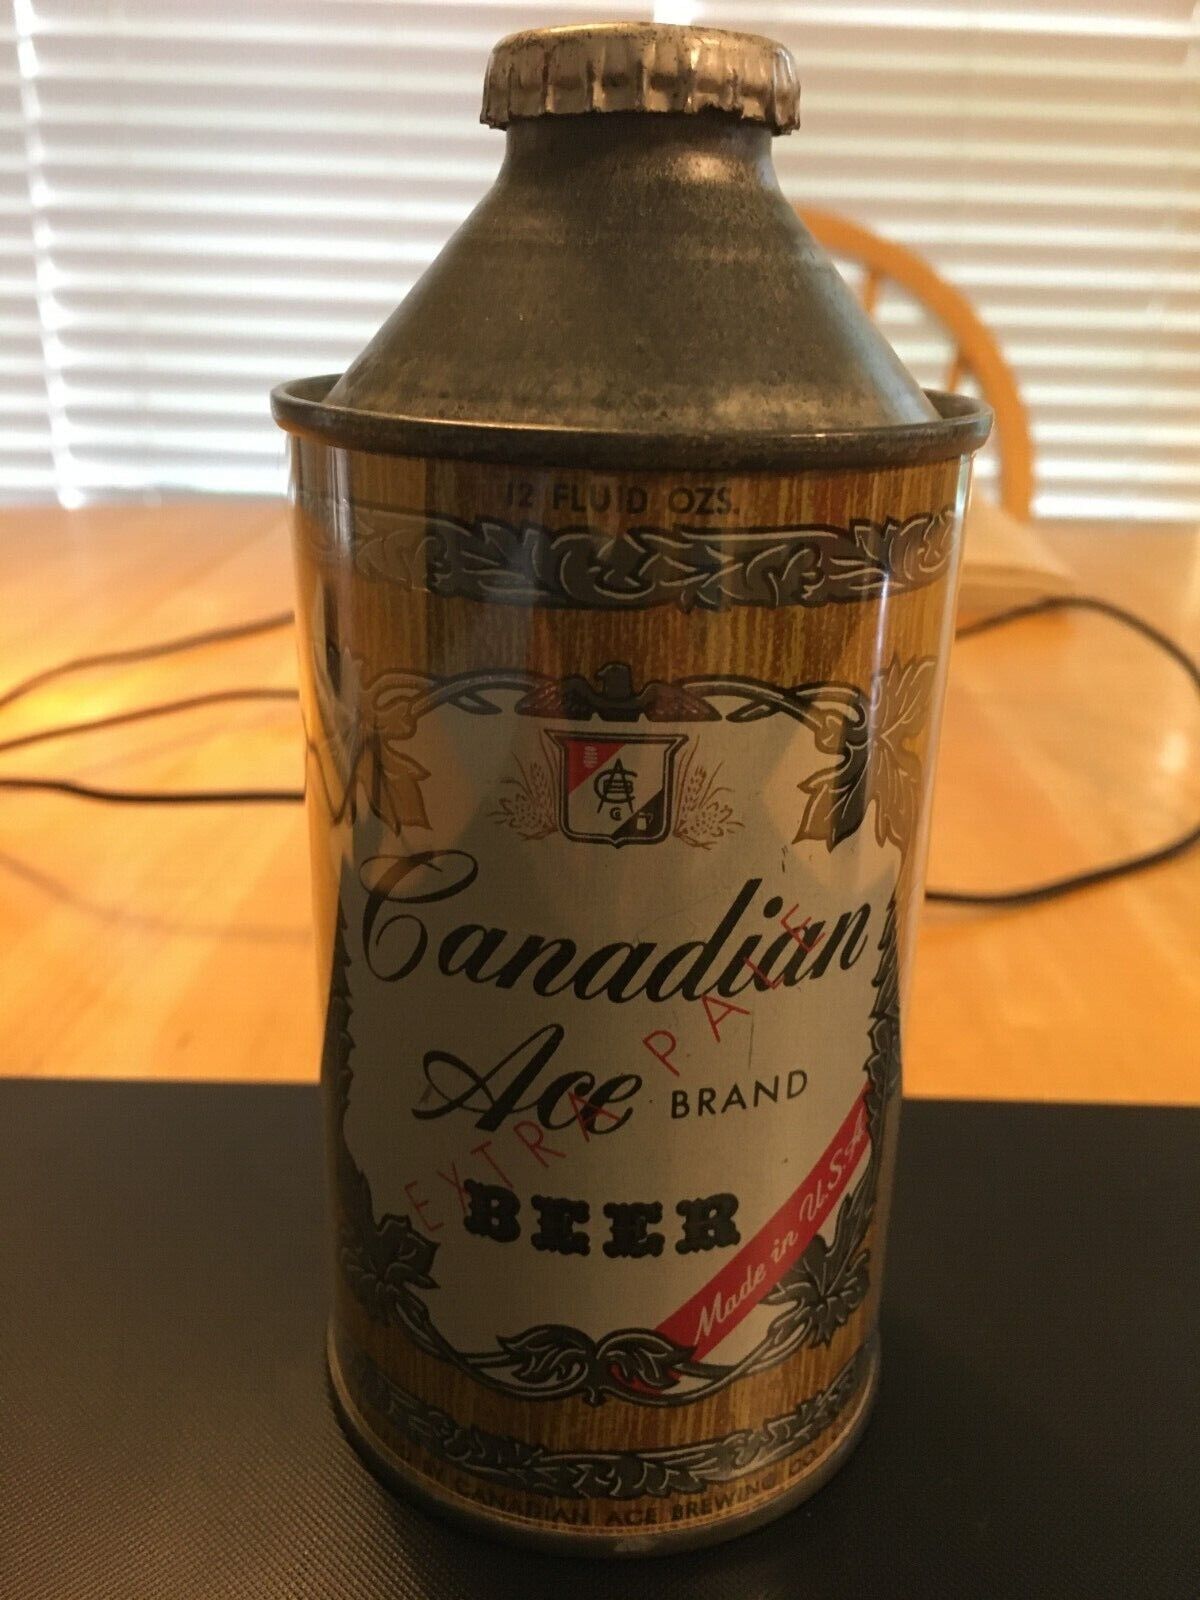 12 FLUID OZS.
Canadian
Ace BRAND
EXTRA PALE
BEER
Made in U.S.A.
CANADIAN ACE BREWING CO.